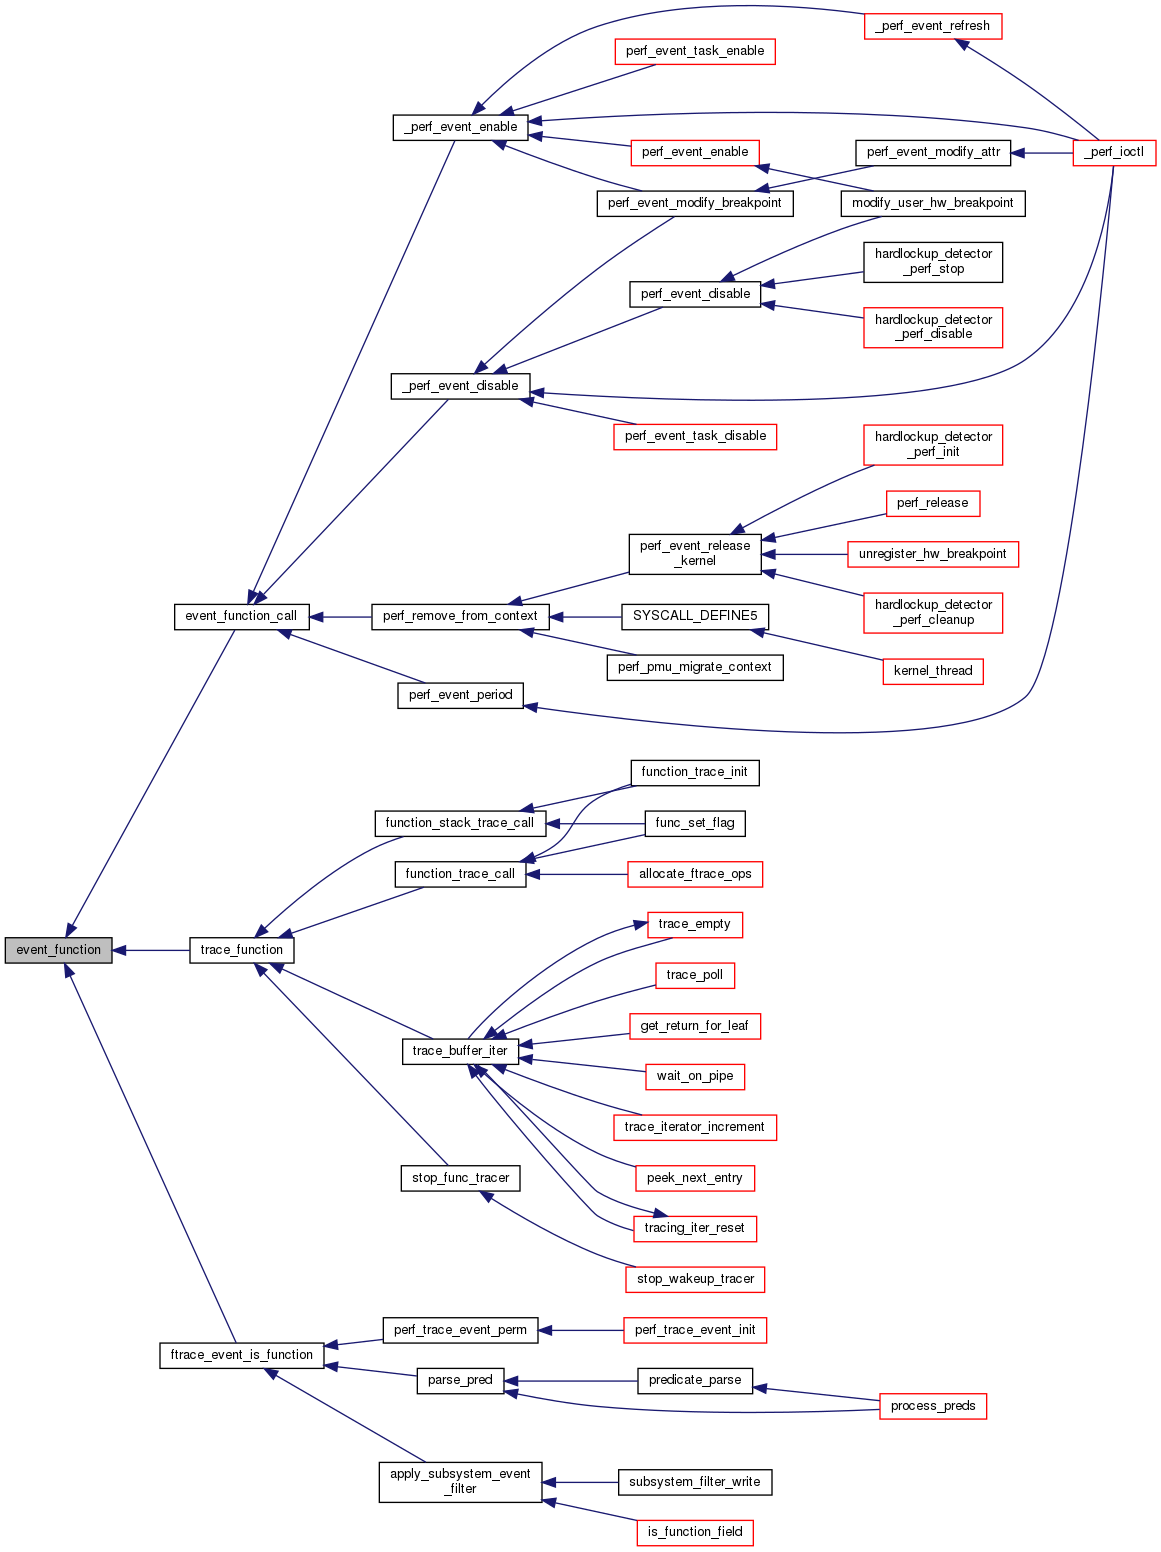 _perf_event_refresh
perf_event_task_enable
_perf_event_enable
perf_event_enable
perf_event_modify_attr
_perf_ioctl
perf_event_modify_breakpoint
modify_user_hw_breakpoint
hardlockup_detector
_perf_stop
perf_event_disable
hardlockup_detector
_perf_disable
_perf_event_disable
perf_event_task_disable
hardlockup_detector
_perf_init
perf_release
perf_event_release
_kernel
unregister_hw_breakpoint
hardlockup_detector
_perf_cleanup
event_function_call
perf_remove_from_context
SYSCALL_DEFINE5
perf_pmu_migrate_context
kernel_thread
perf_event_period
function_trace_init
function_stack_trace_call
func_set_flag
function_trace_call
allocate_ftrace_ops
trace_empty
event_function
trace_function
trace_poll
get_return_for_leaf
trace_buffer_iter
wait_on_pipe
trace_iterator_increment
stop_func_tracer
peek_next_entry
tracing_iter_reset
stop_wakeup_tracer
perf_trace_event_perm
perf_trace_event_init
ftrace_event_is_function
parse_pred
predicate_parse
process_preds
apply_subsystem_event
_filter
subsystem_filter_write
is_function_field